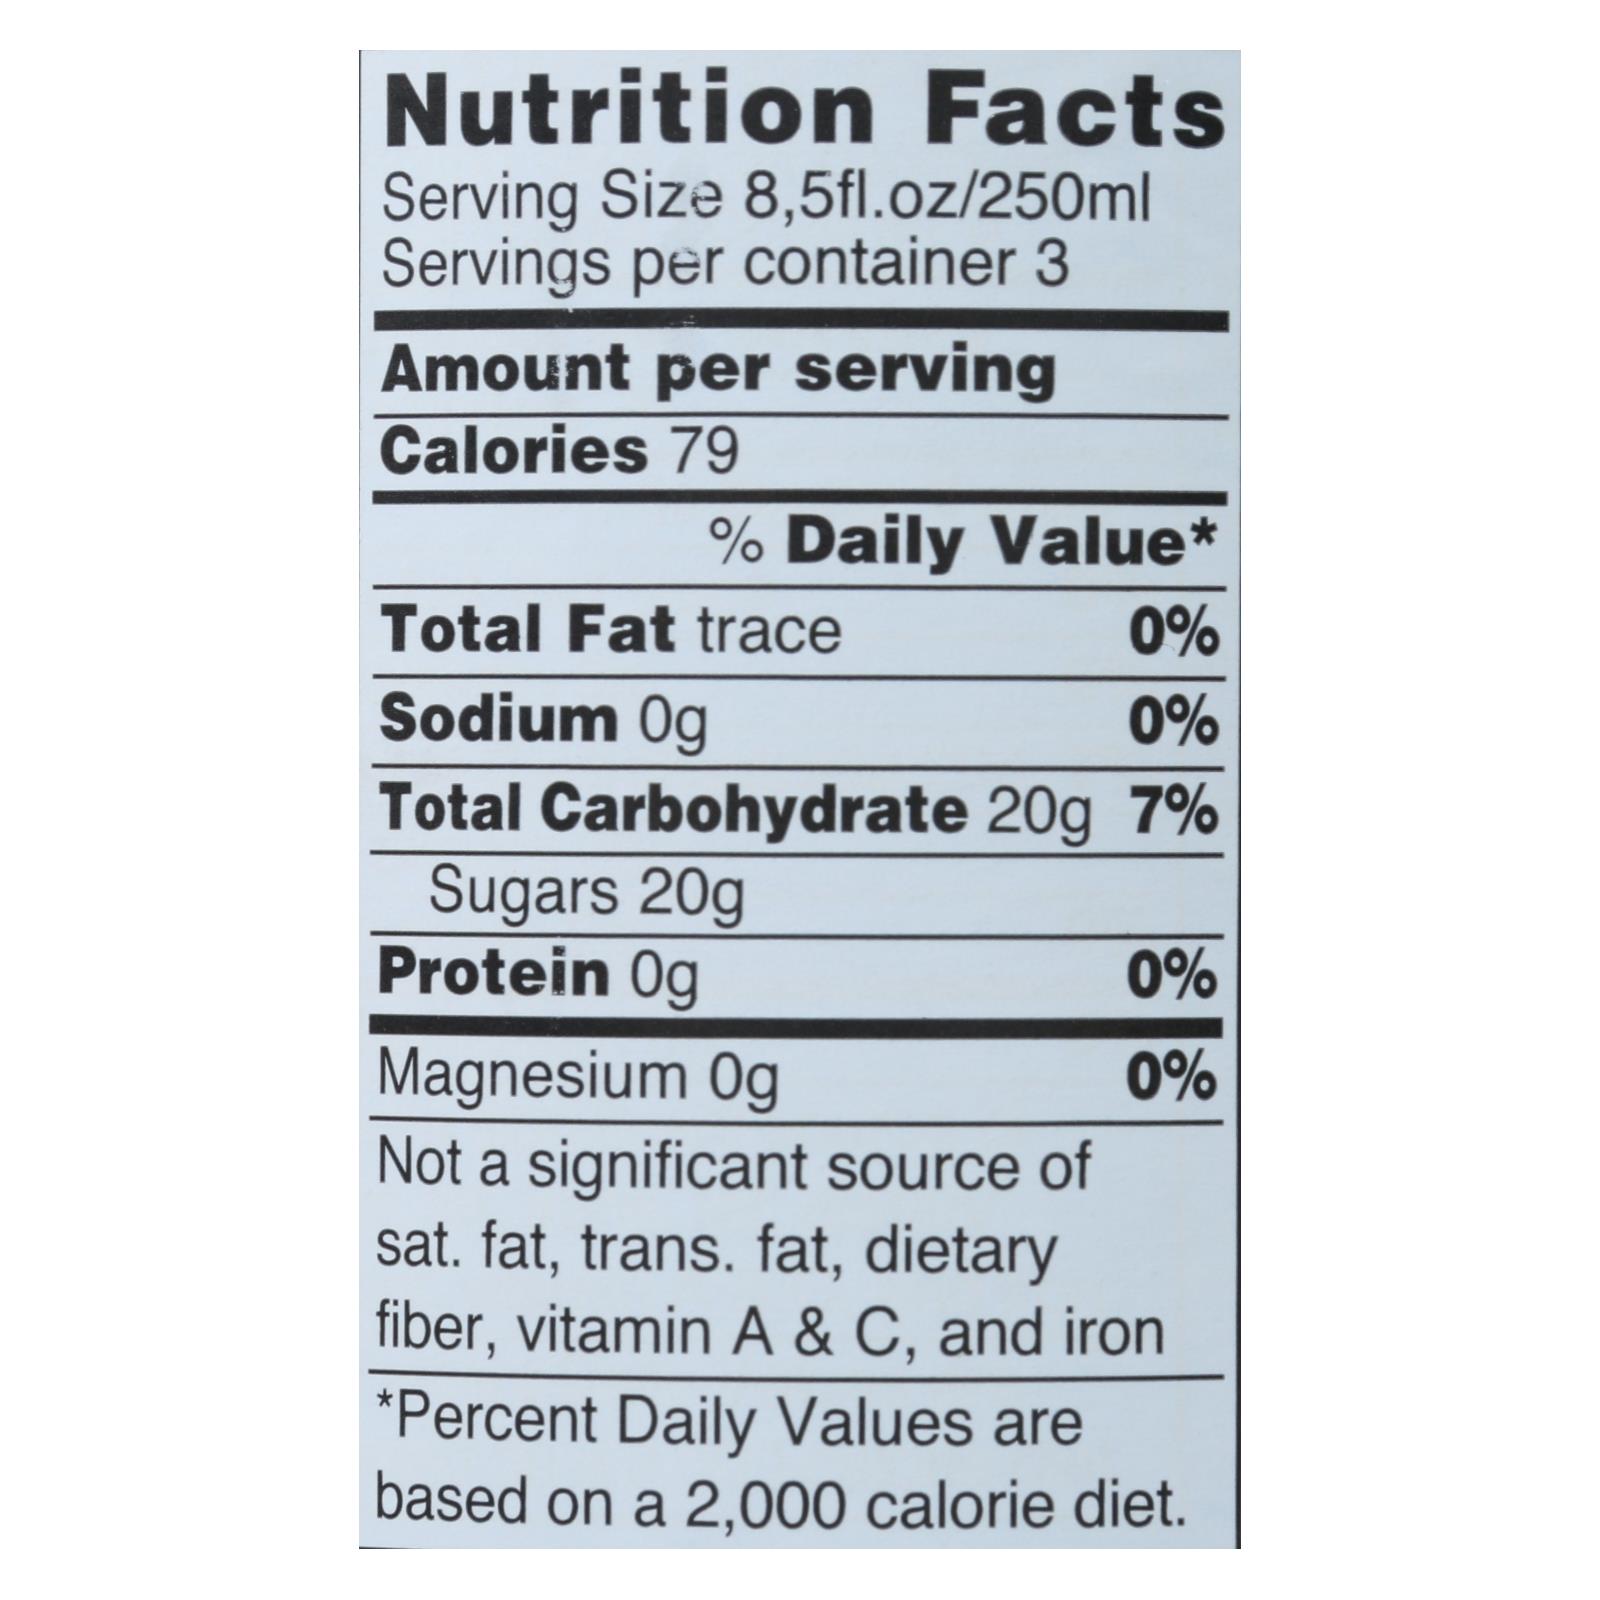 Nutrition Facts
Serving Size 8,5fl.oz/250ml
Servings per container 3
Amount per serving
Calories 79
% Daily Value*
Total Fat trace 0%
Sodium 0g 0%
Total Carbohydrate 20g 7%
Sugars 20g
Protein 0g 0%
Magnesium 0g 0%
Not a significant source of
sat. fat, trans. fat, dietary
fiber, vitamin A & C, and iron
*Percent Daily Values are
based on a 2,000 calorie diet.